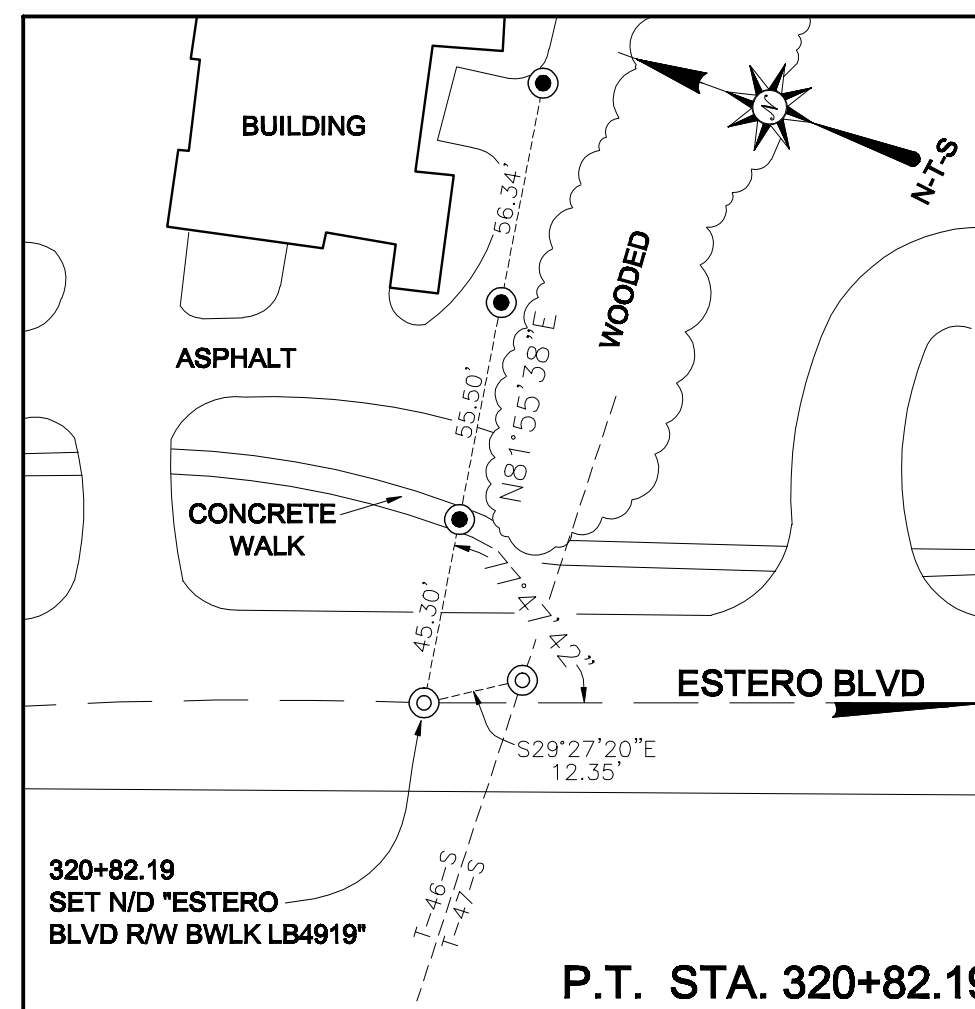 BUILDING
N
N-T-S
56.34'
WOODED
ASPHALT
55.50'
N81°55'38"E
CONCRETE
WALK
77°47'42"
45.30'
ESTERO BLVD
S29°27'20"E
12.35'
320+82.19
SET N/D "ESTERO
BLVD R/W BWLK LB4919"
T-46-S
T-47-S
P.T. STA. 320+82.19